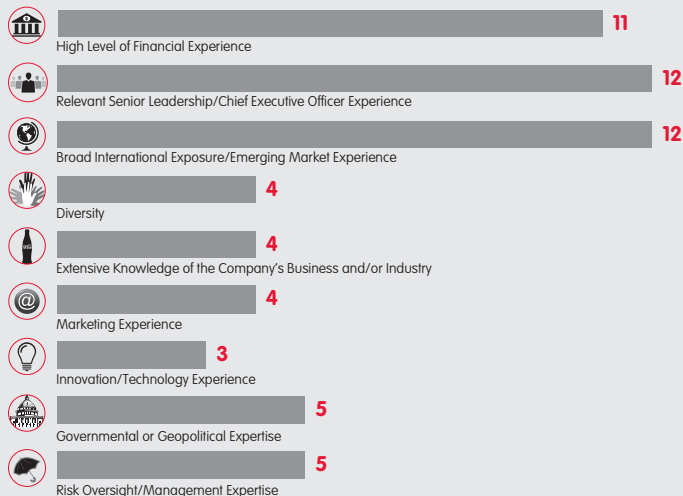 11
High Level of Financial Experience
12
Relevant Senior Leadership/Chief Executive Officer Experience
12
Broad International Exposure/Emerging Market Experience
4
Diversity
4
Extensive Knowledge of the Company's Business and/or Industry
@
4
Marketing Experience
3
Innovation/Technology Experience
5
Governmental or Geopolitical Expertise
5
Risk Oversight/Management Expertise